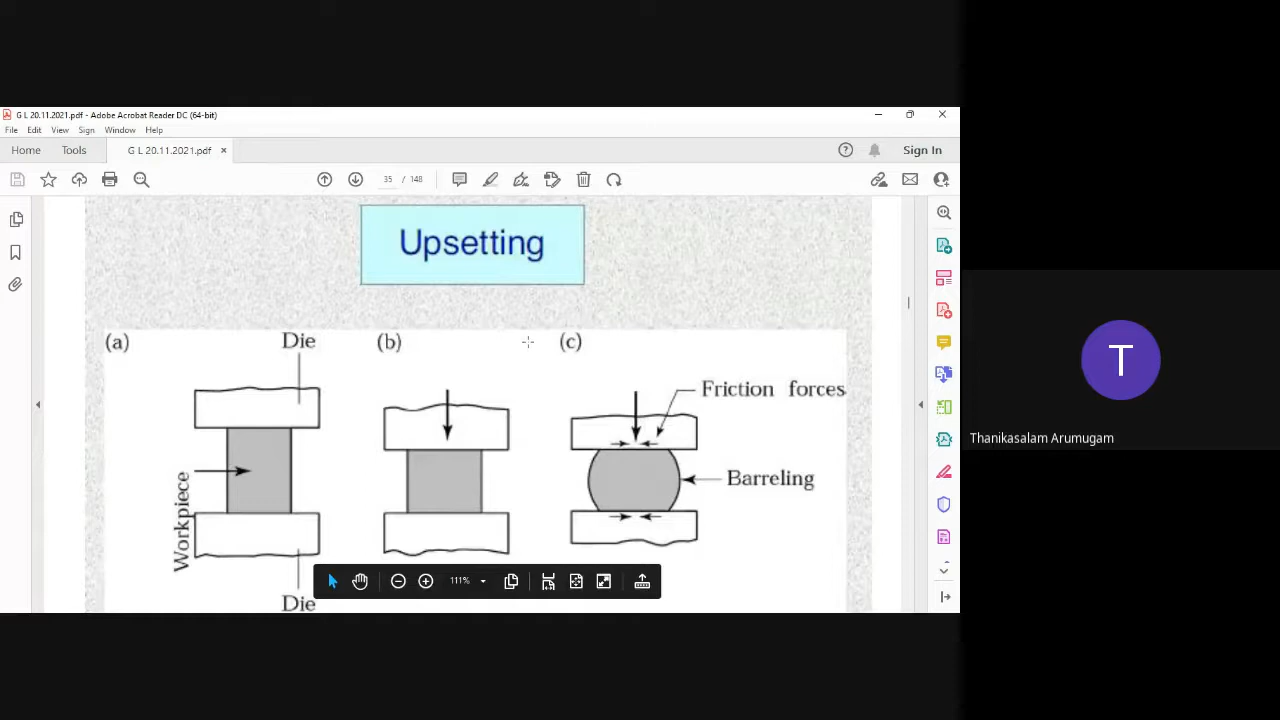 G L 20.11.2021.pdf - Adobe Acrobat Reader DC (64-bit)
File Edit View Sign Window Help
Home Tools G L 20.11.2021.pdf × Sign In
35 / 148
Upsetting
(a) Die (b) (c)
Friction forces
Workpiece
Barreling
111%
Die
T
Thanikasalam Arumugam